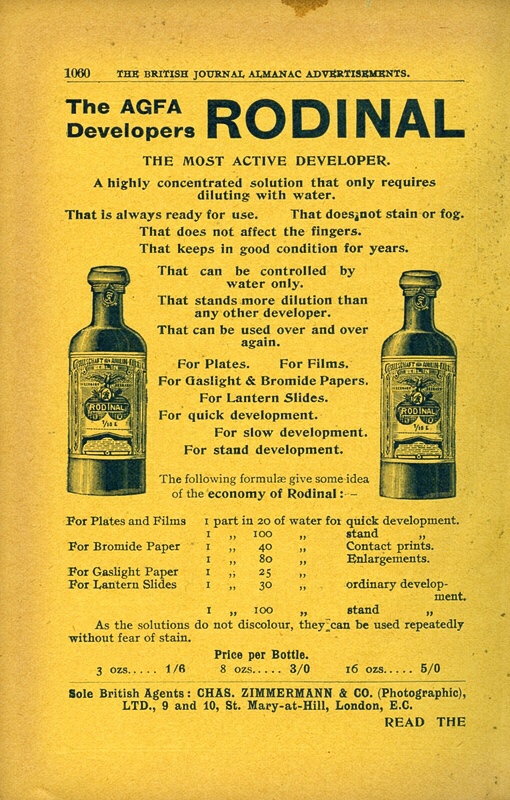 1060 THE BRITISH JOURNAL ALMANAC ADVERTISEMENTS.
The AGFA Developers RODINAL
THE MOST ACTIVE DEVELOPER.
A highly concentrated solution that only requires
diluting with water.
That is always ready for use. That does not stain or fog.
That does not affect the fingers.
That keeps in good condition for years.
That can be controlled by
water only.
That stands more dilution than
any other developer.
That can be used over and over
again.
For Plates. For Films.
For Gaslight & Bromide Papers.
For Lantern Slides.
For quick development.
For slow development.
For stand development.
BERLIN
RODINAL
BERLIN
RODINAL
The following formulæ give some idea
of the economy of Rodinal :—
For Plates and Films 1 part in 20 of water for quick development.
1 ,, 100 ,, stand ,,
For Bromide Paper 1 ,, 40 ,, Contact prints.
1 ,, 80 ,, Enlargements.
For Gaslight Paper 1 ,, 25 ,,
For Lantern Slides 1 ,, 30 ,, ordinary develop-
ment.
1 ,, 100 ,, stand ,,
As the solutions do not discolour, they can be used repeatedly
without fear of stain.
Price per Bottle.
3 ozs..... 1/6 8 ozs..... 3/0 16 ozs..... 5/0
Sole British Agents : CHAS. ZIMMERMANN & CO. (Photographic),
LTD., 9 and 10, St. Mary-at-Hill, London, E.C.
READ THE